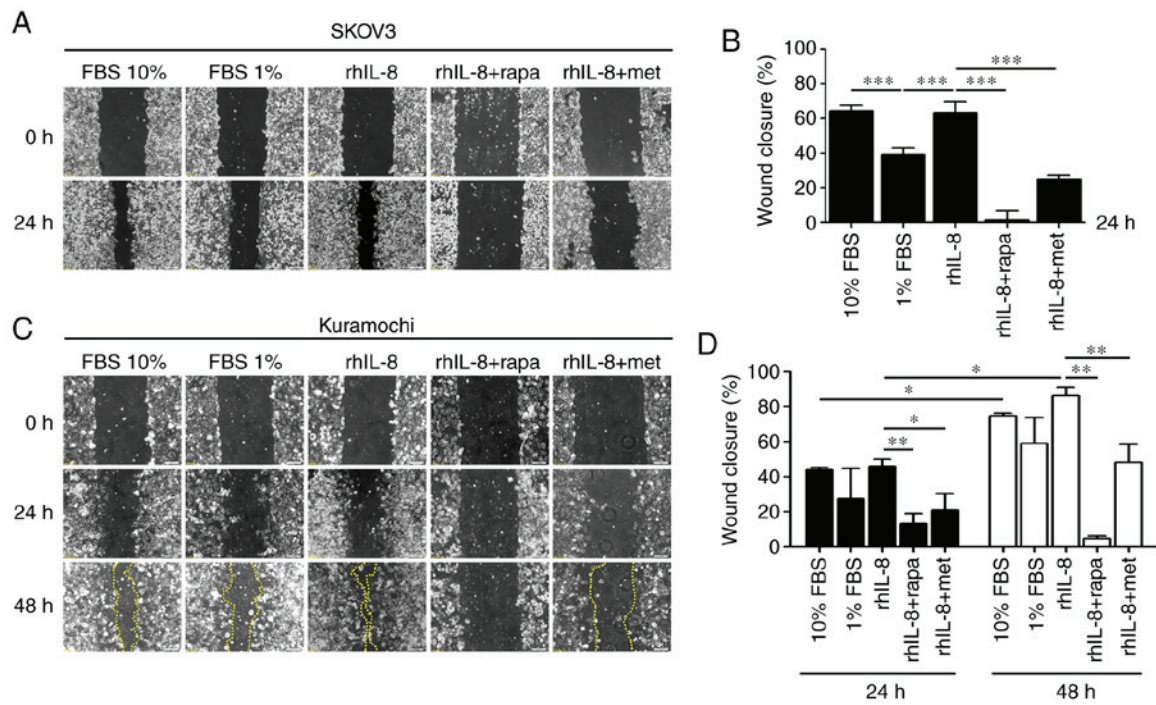 A
SKOV3
FBS 10% FBS 1% rhIL-8 rhIL-8+rapa rhIL-8+met
0 h
24 h
B
Wound closure (%)
100
80
60
40
20
0
*** *** *** ***
10% FBS
1% FBS
rhIL-8
rhIL-8+rapa
rhIL-8+met
24 h
C
Kuramochi
FBS 10% FBS 1% rhIL-8 rhIL-8+rapa rhIL-8+met
0 h
24 h
48 h
D
Wound closure (%)
100
80
60
40
20
0
**
* **
*
*
**
10% FBS
1% FBS
rhIL-8
rhIL-8+rapa
rhIL-8+met
10% FBS
1% FBS
rhIL-8
rhIL-8+rapa
rhIL-8+met
24 h 48 h